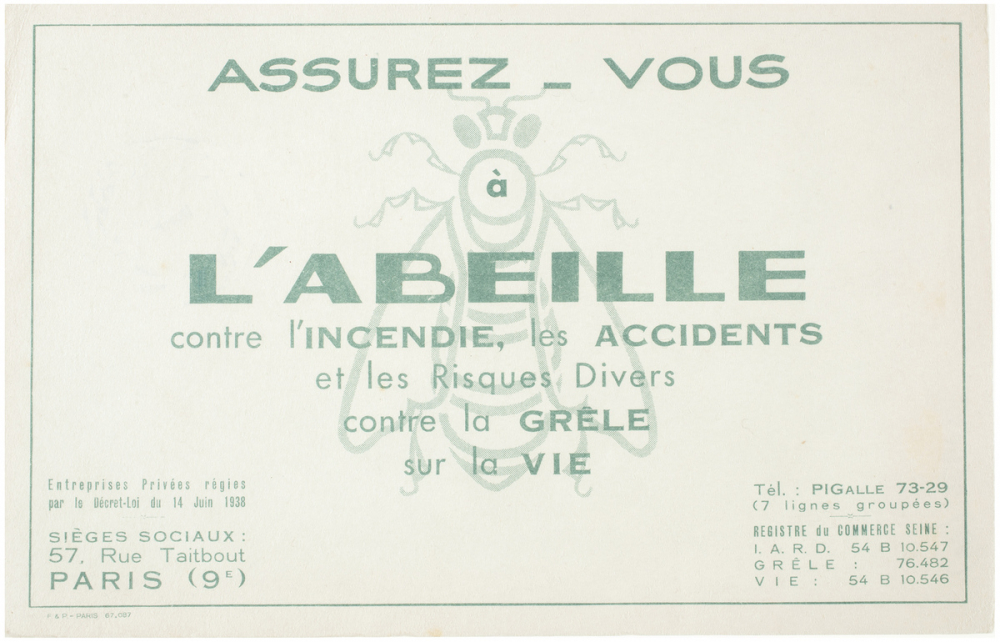 ASSUREZ _ VOUS
à
L'ABEILLE
contre l'INCENDIE, les ACCIDENTS
et les Risques Divers
contre la GRÊLE
sur la VIE
Entreprises Privées régies
par le Décret-Loi du 14 Juin 1938
SIÈGES SOCIAUX :
57, Rue Taitbout
PARIS (9E)
Tèl. : PIGALLE 73-29
(7 lignes groupées)
REGISTRE du COMMERCE SEINE :
I. A. R. D. 54 B 10.547
GRÊLE : 76.482
VIE : 54 B 10.546
PARIS